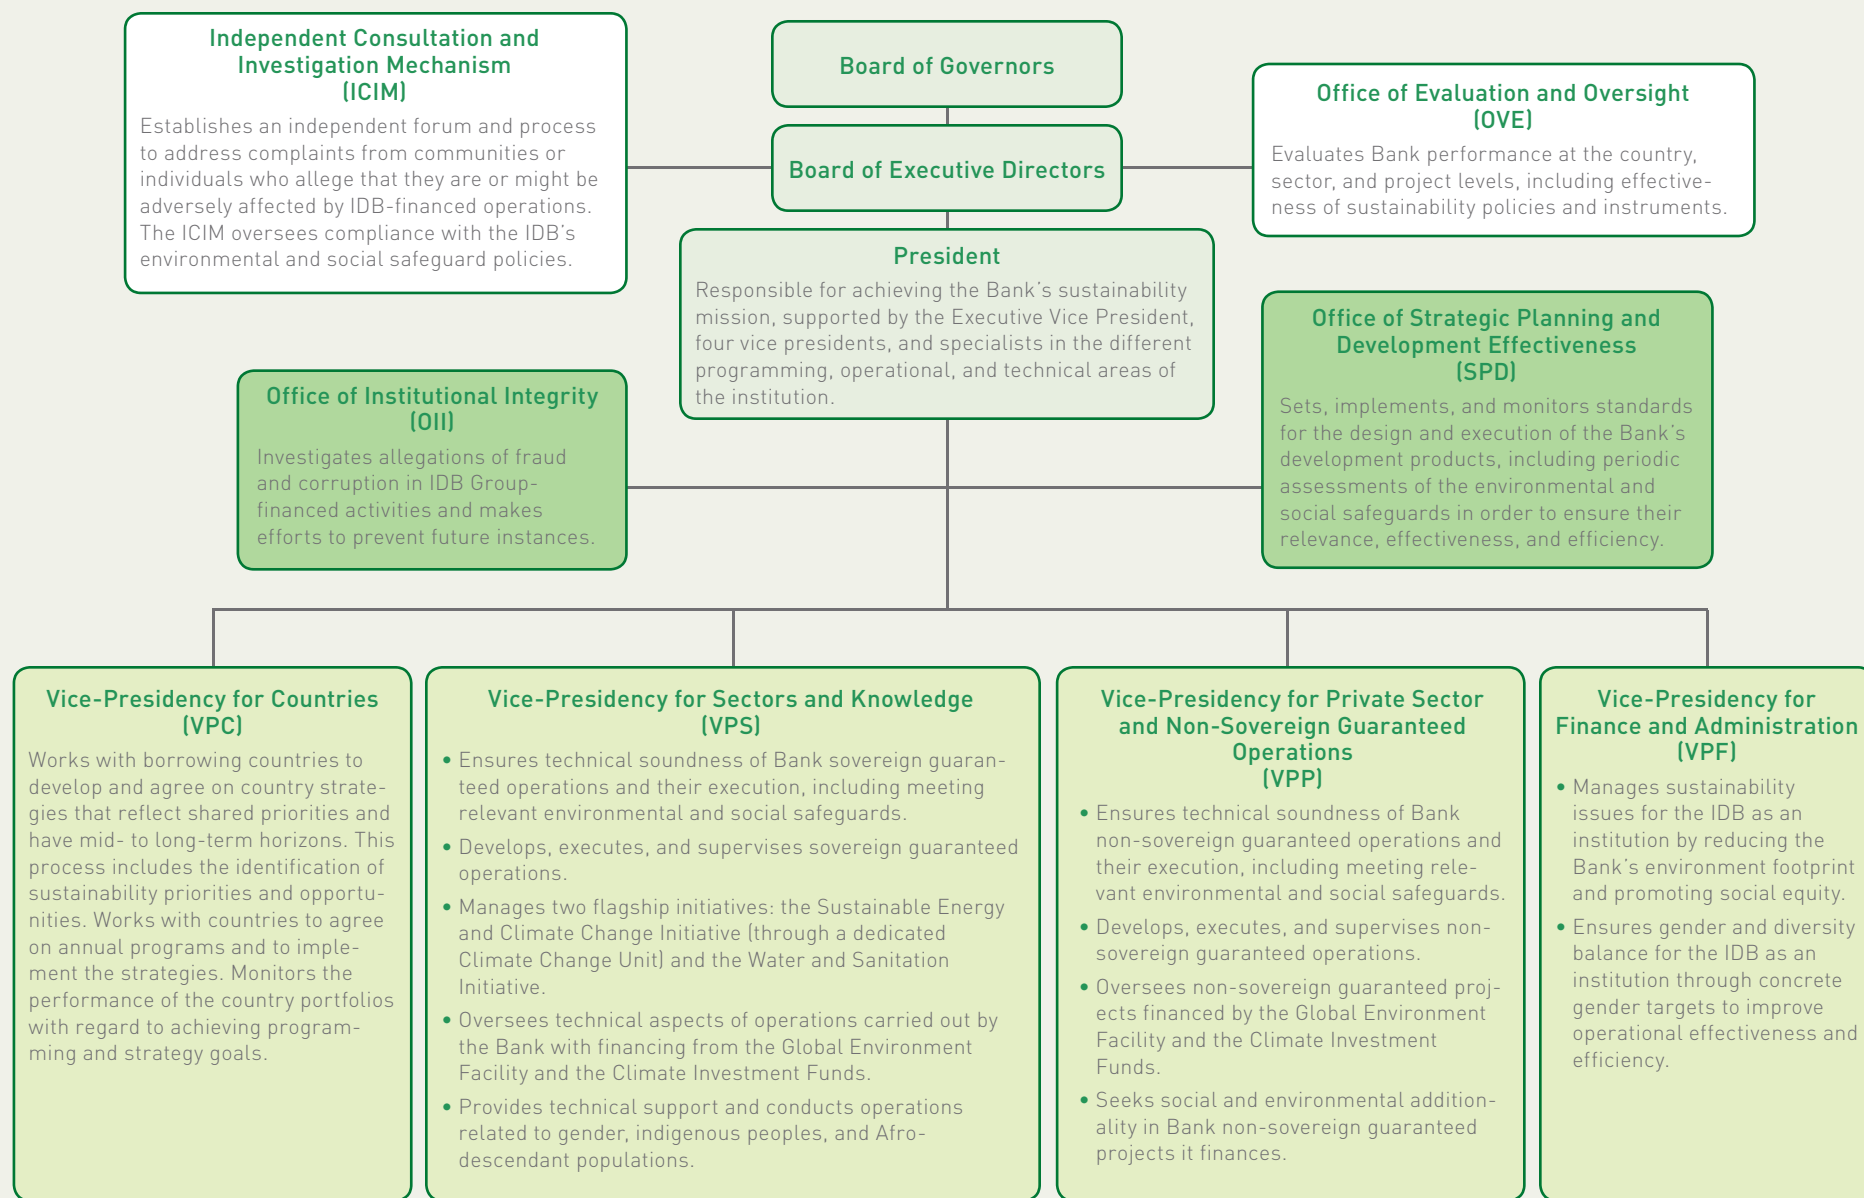 Independent Consultation and
Investigation Mechanism
(ICIM)
Establishes an independent forum and process
to address complaints from communities or
individuals who allege that they are or might be
adversely affected by IDB-financed operations.
The ICIM oversees compliance with the IDB's
environmental and social safeguard policies.
Board of Governors
Board of Executive Directors
Office of Evaluation and Oversight
(OVE)
Evaluates Bank performance at the country,
sector, and project levels, including effective-
ness of sustainability policies and instruments.
President
Responsible for achieving the Bank's sustainability
mission, supported by the Executive Vice President,
four vice presidents, and specialists in the different
programming, operational, and technical areas of
the institution.
Office of Institutional Integrity
(OII)
Investigates allegations of fraud
and corruption in IDB Group-
financed activities and makes
efforts to prevent future instances.
Office of Strategic Planning and
Development Effectiveness
(SPD)
Sets, implements, and monitors standards
for the design and execution of the Bank's
development products, including periodic
assessments of the environmental and
social safeguards in order to ensure their
relevance, effectiveness, and efficiency.
Vice-Presidency for Countries
(VPC)
Works with borrowing countries to
develop and agree on country strate-
gies that reflect shared priorities and
have mid- to long-term horizons. This
process includes the identification of
sustainability priorities and opportu-
nities. Works with countries to agree
on annual programs and to imple-
ment the strategies. Monitors the
performance of the country portfolios
with regard to achieving program-
ming and strategy goals.
Vice-Presidency for Sectors and Knowledge
(VPS)
• Ensures technical soundness of Bank sovereign guaran-
teed operations and their execution, including meeting
relevant environmental and social safeguards.
• Develops, executes, and supervises sovereign guaranteed
operations.
• Manages two flagship initiatives: the Sustainable Energy
and Climate Change Initiative (through a dedicated
Climate Change Unit) and the Water and Sanitation
Initiative.
• Oversees technical aspects of operations carried out by
the Bank with financing from the Global Environment
Facility and the Climate Investment Funds.
• Provides technical support and conducts operations
related to gender, indigenous peoples, and Afro-
descendant populations.
Vice-Presidency for Private Sector
and Non-Sovereign Guaranteed
Operations
(VPP)
• Ensures technical soundness of Bank
non-sovereign guaranteed operations and
their execution, including meeting rele-
vant environmental and social safeguards.
• Develops, executes, and supervises non-
sovereign guaranteed operations.
• Oversees non-sovereign guaranteed proj-
ects financed by the Global Environment
Facility and the Climate Investment
Funds.
• Seeks social and environmental addition-
ality in Bank non-sovereign guaranteed
projects it finances.
Vice-Presidency for
Finance and Administration
(VPF)
• Manages sustainability
issues for the IDB as an
institution by reducing the
Bank's environment footprint
and promoting social equity.
• Ensures gender and diversity
balance for the IDB as an
institution through concrete
gender targets to improve
operational effectiveness and
efficiency.